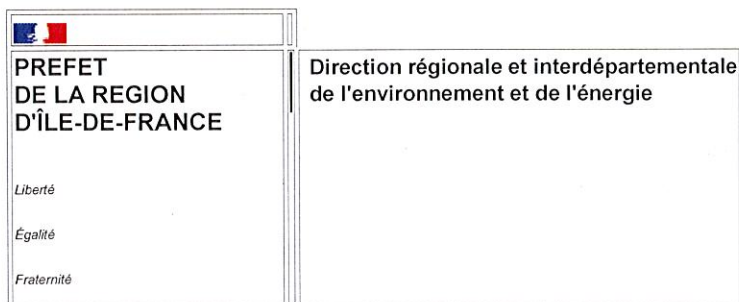 PREFET
DE LA REGION
D'ÎLE-DE-FRANCE
Liberté
Égalité
Fraternité
Direction régionale et interdépartementale
de l'environnement et de l'énergie